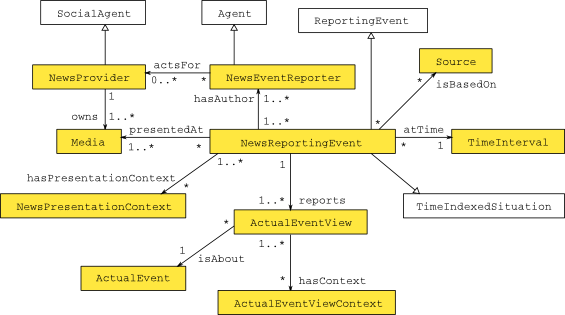 SocialAgent
Agent
ReportingEvent
NewsProvider
actsFor
0..*
*
NewsEventReporter
Source
*
isBasedOn
1
owns
1..*
hasAuthor
1..*
1..*
*
Media
presentedAt
1..*
*
NewsReportingEvent
atTime
*
1
TimeInterval
hasPresentationContext
1..*
*
1
NewsPresentationContext
1..*
reports
TimeIndexedSituation
ActualEventView
*
1..*
1
isAbout
ActualEvent
*
hasContext
ActualEventViewContext